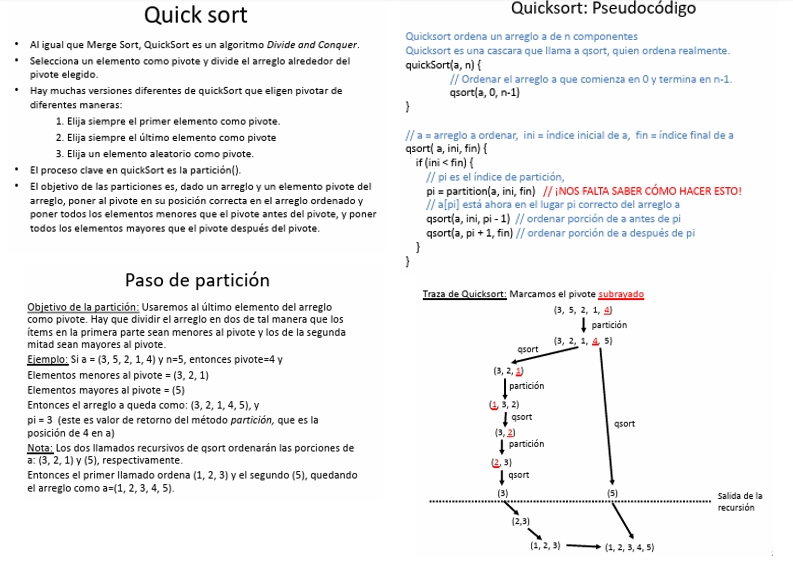 Quick sort
• Al igual que Merge Sort, QuickSort es un algoritmo Divide and Conquer.
• Selecciona un elemento como pivote y divide el arreglo alrededor del
pivote elegido.
• Hay muchas versiones diferentes de quickSort que eligen pivotar de
diferentes maneras:
1. Elija siempre el primer elemento como pivote.
2. Elija siempre el último elemento como pivote
3. Elija un elemento aleatorio como pivote.
• El proceso clave en quickSort es la partición().
• El objetivo de las particiones es, dado un arreglo y un elemento pivote del
arreglo, poner al pivote en su posición correcta en el arreglo ordenado y
poner todos los elementos menores que el pivote antes del pivote, y poner
todos los elementos mayores que el pivote después del pivote.
Paso de partición
Objetivo de la partición: Usaremos al último elemento del arreglo
como pivote. Hay que dividir el arreglo en dos de tal manera que los
ítems en la primera parte sean menores al pivote y los de la segunda
mitad sean mayores al pivote.
Ejemplo: Si a = (3, 5, 2, 1, 4) y n=5, entonces pivote=4 y
Elementos menores al pivote = (3, 2, 1)
Elementos mayores al pivote = (5)
Entonces el arreglo a queda como: (3, 2, 1, 4, 5), y
pi = 3 (este es valor de retorno del método partición, que es la
posición de 4 en a)
Nota: Los dos llamados recursivos de qsort ordenarán las porciones de
a: (3, 2, 1) y (5), respectivamente.
Entonces el primer llamado ordena (1, 2, 3) y el segundo (5), quedando
el arreglo como a=(1, 2, 3, 4, 5).
Quicksort: Pseudocódigo
Quicksort ordena un arreglo a de n componentes
Quicksort es una cascara que llama a qsort, quien ordena realmente.
quickSort(a, n) {
// Ordenar el arreglo a que comienza en 0 y termina en n-1.
qsort(a, 0, n-1)
}
// a = arreglo a ordenar, ini = índice inicial de a, fin = índice final de a
qsort( a, ini, fin) {
if (ini < fin) {
// pi es el índice de partición,
pi = partition(a, ini, fin) // ¡NOS FALTA SABER CÓMO HACER ESTO!
// a[pi] está ahora en el lugar pi correcto del arreglo a
qsort(a, ini, pi - 1) // ordenar porción de a antes de pi
qsort(a, pi + 1, fin) // ordenar porción de a después de pi
}
}
Traza de Quicksort: Marcamos el pivote subrayado
(3, 5, 2, 1, 4)
partición
(3, 2, 1, 4, 5)
qsort
(3, 2, 1)
partición
(1, 3, 2)
qsort
qsort
(3, 2)
partición
(2, 3)
qsort
(3)
(5)
Salida de la
recursión
(2,3)
(1, 2, 3)
(1, 2, 3, 4, 5)